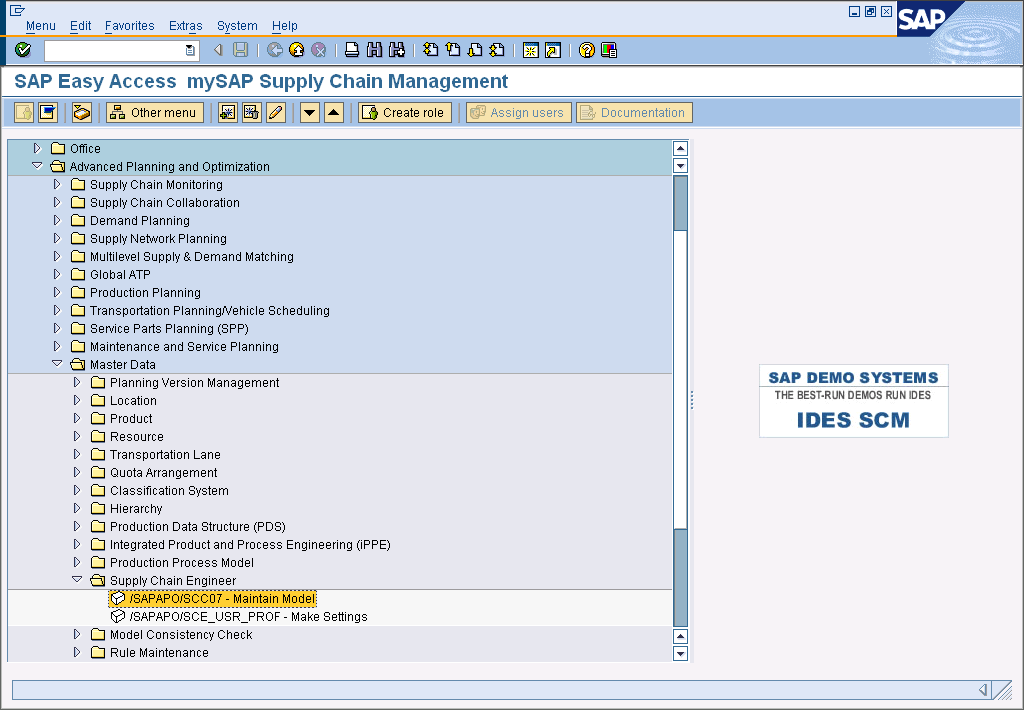 Menu Edit Favorites Extras System Help
SAP
SAP Easy Access mySAP Supply Chain Management
Other menu Create role Assign users Documentation
Office
Advanced Planning and Optimization
Supply Chain Monitoring
Supply Chain Collaboration
Demand Planning
Supply Network Planning
Multilevel Supply & Demand Matching
Global ATP
Production Planning
Transportation Planning/Vehicle Scheduling
Service Parts Planning (SPP)
Maintenance and Service Planning
Master Data
Planning Version Management
Location
Product
Resource
Transportation Lane
Quota Arrangement
Classification System
Hierarchy
Production Data Structure (PDS)
Integrated Product and Process Engineering (iPPE)
Production Process Model
Supply Chain Engineer
/SAPAPO/SCC07 - Maintain Model
/SAPAPO/SCE_USR_PROF - Make Settings
Model Consistency Check
Rule Maintenance
SAP DEMO SYSTEMS
THE BEST-RUN DEMOS RUN IDES
IDES SCM